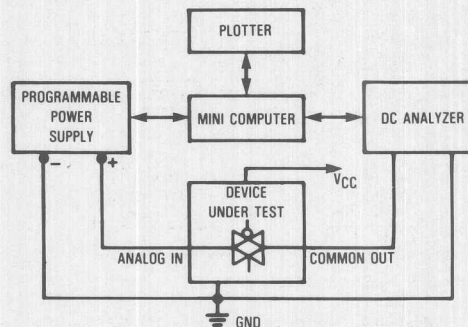 PLOTTER
PROGRAMMABLE
POWER
SUPPLY
MINI COMPUTER
DC ANALYZER
- +
VCC
DEVICE
UNDER TEST
ANALOG IN
COMMON OUT
GND